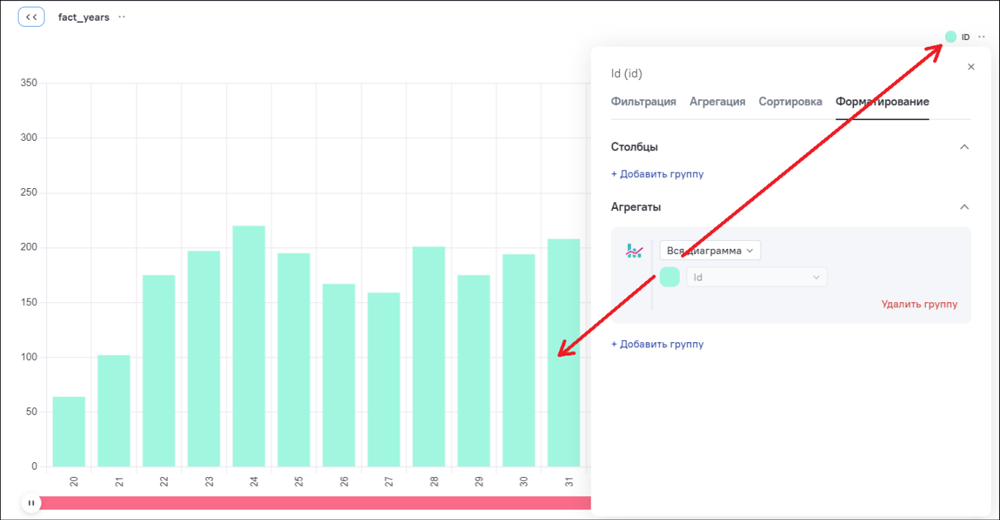 fact_years
ID
Id (id)
Фильтрация Агрегация Сортировка Форматирование
Столбцы
+ Добавить группу
Агрегаты
Вся диаграмма
Id
Удалить группу
+ Добавить группу
350
300
250
200
150
100
50
0
20 21 22 23 24 25 26 27 28 29 30 31